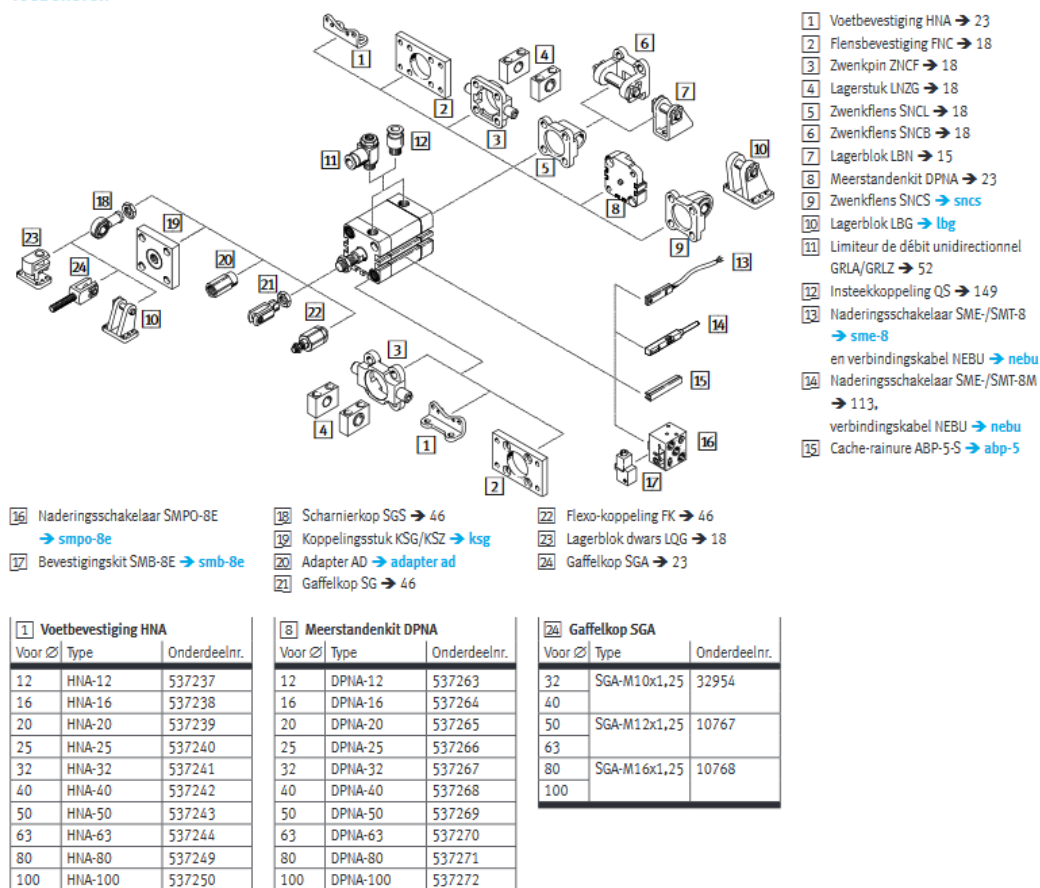 1 Voetbevestiging HNA ➔ 23
2 Flensbevestiging FNC ➔ 18
3 Zwenkpin ZNCF ➔ 18
4 Lagerstuk LNZG ➔ 18
5 Zwenkflens SNCL ➔ 18
6 Zwenkflens SNCB ➔ 18
7 Lagerblok LBN ➔ 15
8 Meerstandenkit DPNA ➔ 23
9 Zwenkflens SNCS ➔ sncs
10 Lagerblok LBG ➔ lbg
11 Limiteur de débit unidirectionnel
GRLA/GRLZ ➔ 52
12 Insteekkoppeling QS ➔ 149
13 Naderingsschakelaar SME-/SMT-8
➔ sme-8
en verbindingskabel NEBU ➔ nebu
14 Naderingsschakelaar SME-/SMT-8M
➔ 113,
verbindingskabel NEBU ➔ nebu
15 Cache-rainure ABP-5-S ➔ abp-5
1
2
3
4
5
6
7
8
9
10
11
12
13
14
15
16
17
18
19
20
21
22
23
24
10
3
4
1
2
16 Naderingsschakelaar SMPO-8E
➔ smpo-8e
17 Bevestigingskit SMB-8E ➔ smb-8e
18 Scharnierkop SGS ➔ 46
19 Koppelingsstuk KSG/KSZ ➔ ksg
20 Adapter AD ➔ adapter ad
21 Gaffelkop SG ➔ 46
22 Flexo-koppeling FK ➔ 46
23 Lagerblok dwars LQG ➔ 18
24 Gaffelkop SGA ➔ 23
1 Voetbevestiging HNA
Voor Ø Type Onderdeelnr.
12 HNA-12 537237
16 HNA-16 537238
20 HNA-20 537239
25 HNA-25 537240
32 HNA-32 537241
40 HNA-40 537242
50 HNA-50 537243
63 HNA-63 537244
80 HNA-80 537249
100 HNA-100 537250
8 Meerstandenkit DPNA
Voor Ø Type Onderdeelnr.
12 DPNA-12 537263
16 DPNA-16 537264
20 DPNA-20 537265
25 DPNA-25 537266
32 DPNA-32 537267
40 DPNA-40 537268
50 DPNA-50 537269
63 DPNA-63 537270
80 DPNA-80 537271
100 DPNA-100 537272
24 Gaffelkop SGA
Voor Ø Type Onderdeelnr.
32 SGA-M10x1,25 32954
40
50 SGA-M12x1,25 10767
63
80 SGA-M16x1,25 10768
100